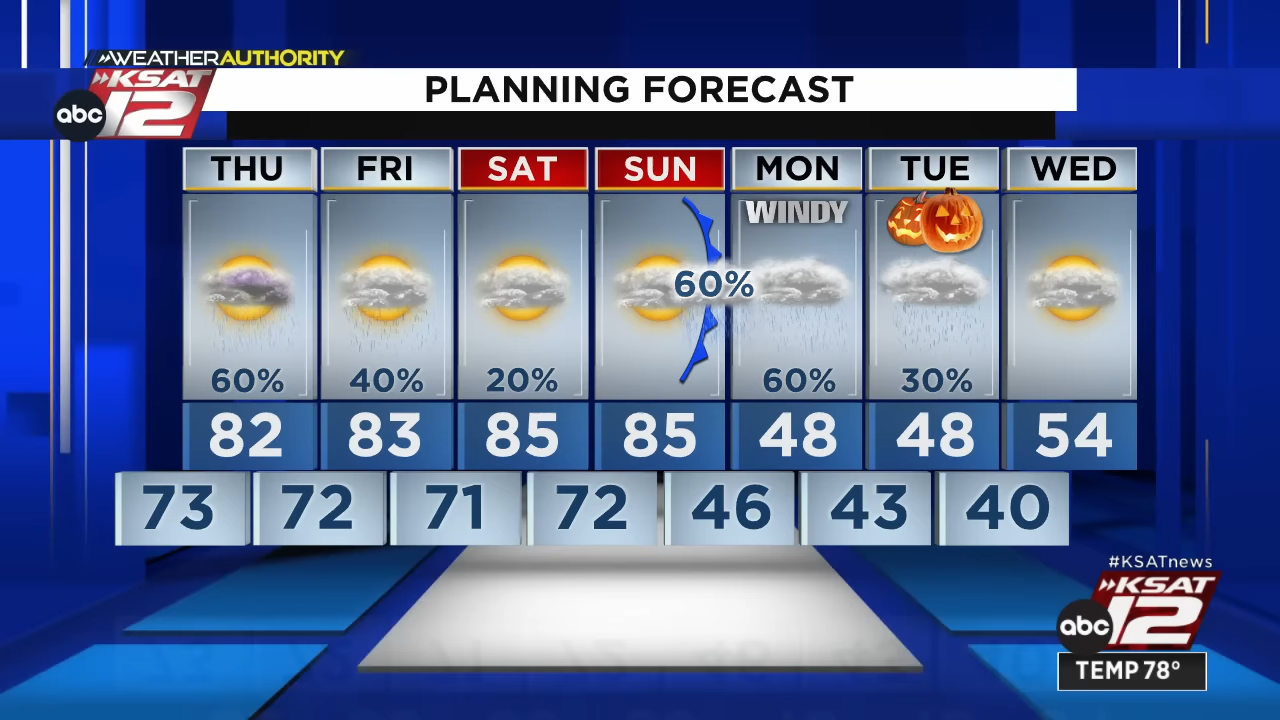 WEATHERAUTHORITY
KSAT
abc 12
PLANNING FORECAST
THU FRI SAT SUN MON TUE WED
WINDY
60%
60% 40% 20% 60% 30%
82 83 85 85 48 48 54
73 72 71 72 46 43 40
#KSATnews
KSAT
abc 12
TEMP 78°